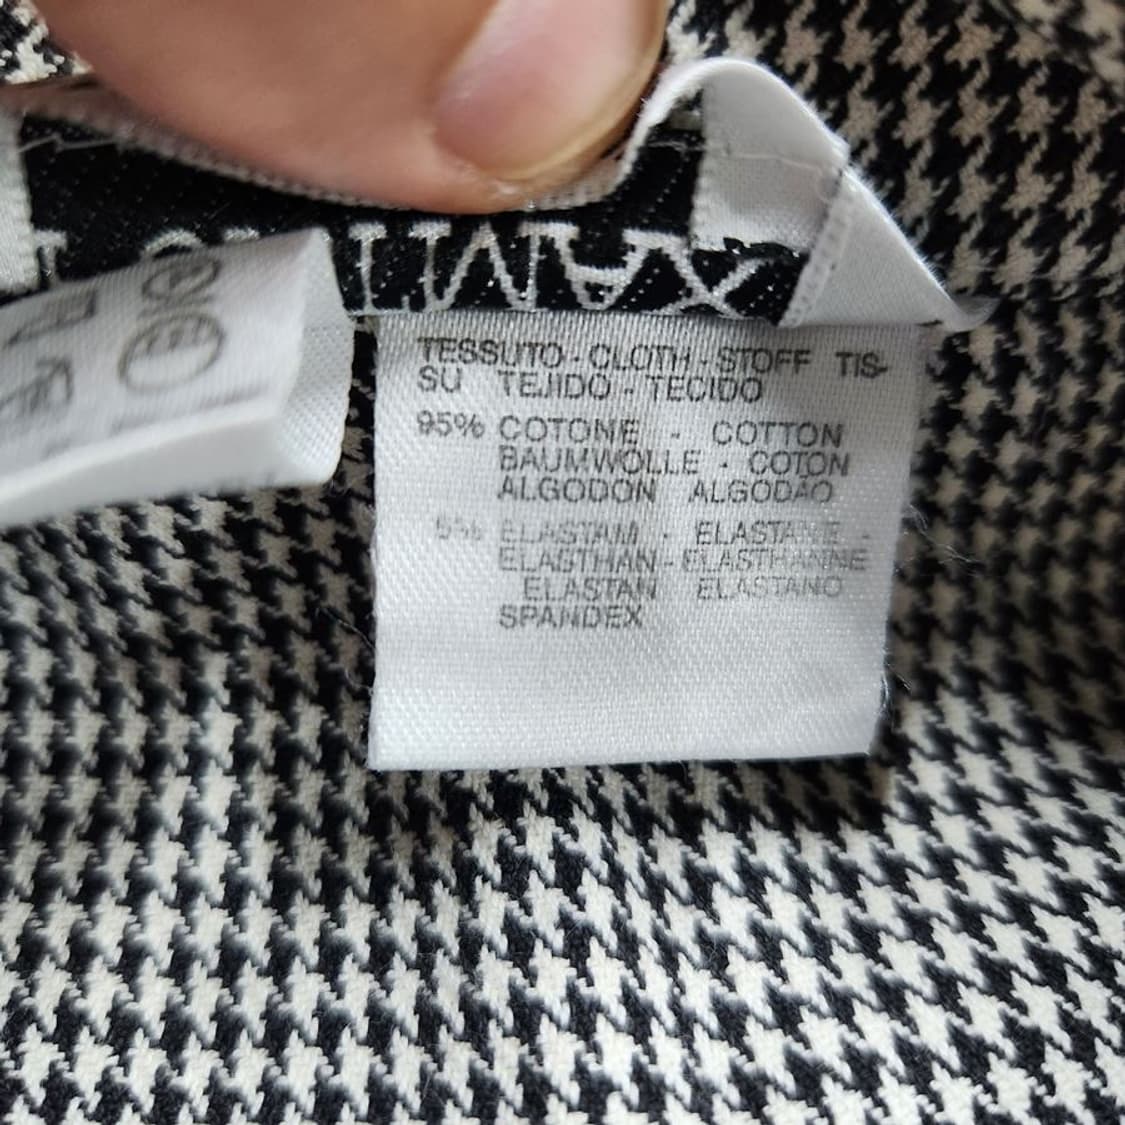 TESSUTO - CLOTH - STOFF TIS-
SU TEJIDO - TECIDO
95% COTONE - COTTON
BAUMWOLLE - COTON
ALGODON ALGODÃO
5% ELASTAM - ELASTANE -
ELASTHAN - ELASTHANNE
ELASTAN ELASTANO
SPANDEX